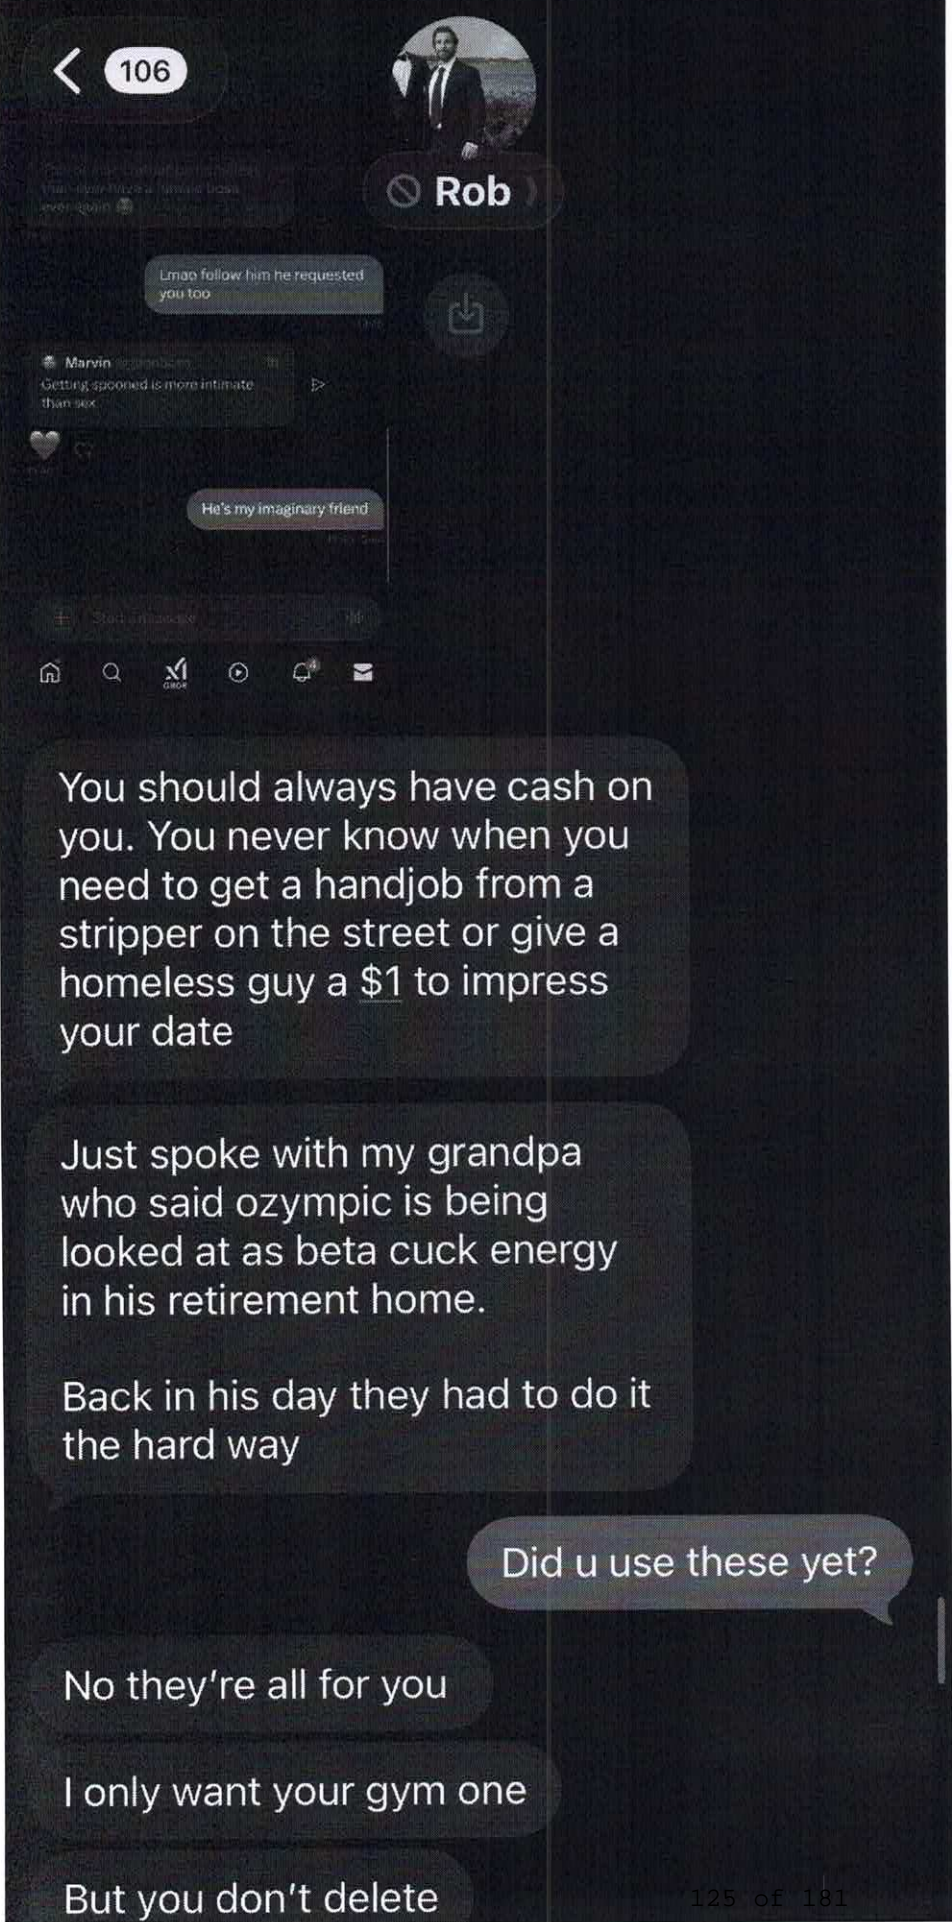 106
Rob
ever again
Lmao follow him he requested
you too
Marvin
Getting spooned is more intimate
than sex
He's my imaginary friend
GROK
4
You should always have cash on
you. You never know when you
need to get a handjob from a
stripper on the street or give a
homeless guy a $1 to impress
your date
Just spoke with my grandpa
who said ozympic is being
looked at as beta cuck energy
in his retirement home.
Back in his day they had to do it
the hard way
Did u use these yet?
No they're all for you
I only want your gym one
But you don't delete
125 of 181